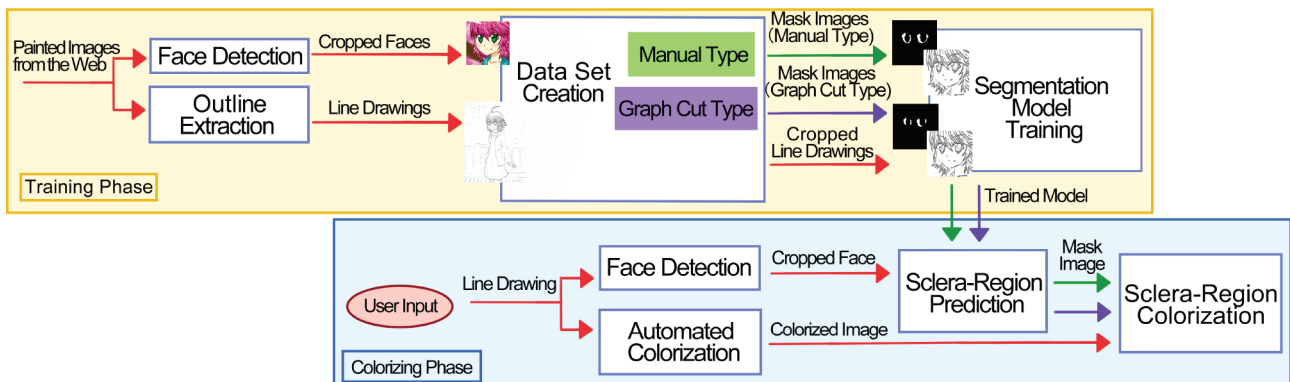 Painted Images
from the Web
Face Detection
Outline
Extraction
Cropped Faces
Line Drawings
Data Set
Creation
Manual Type
Graph Cut Type
Mask Images
(Manual Type)
Mask Images
(Graph Cut Type)
Cropped
Line Drawings
Segmentation
Model
Training
Training Phase
Trained Model
User Input
Line Drawing
Face Detection
Automated
Colorization
Cropped Face
Colorized Image
Sclera-Region
Prediction
Mask
Image
Sclera-Region
Colorization
Colorizing Phase